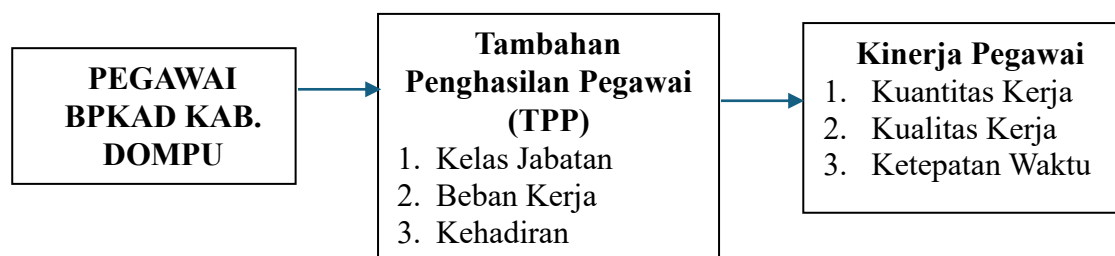 PEGAWAI
BPKAD KAB.
DOMPU
Tambahan
Penghasilan Pegawai
(TPP)
1. Kelas Jabatan
2. Beban Kerja
3. Kehadiran
Kinerja Pegawai
1. Kuantitas Kerja
2. Kualitas Kerja
3. Ketepatan Waktu